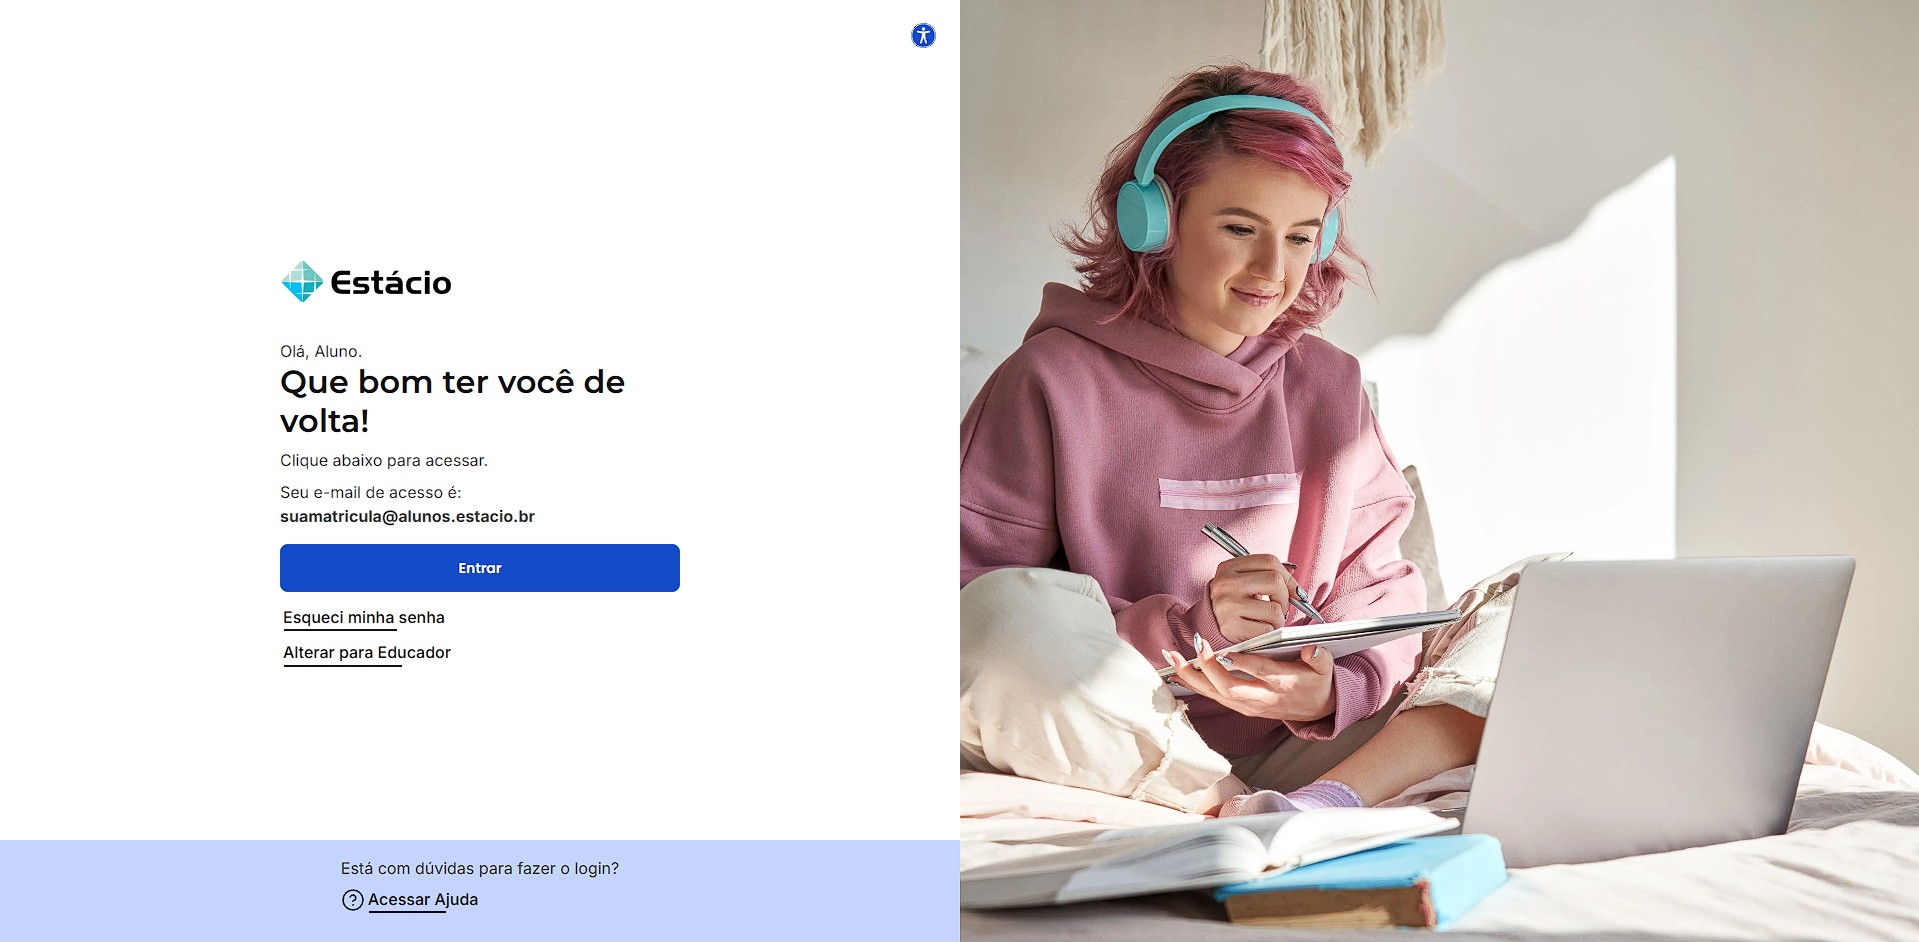 Estácio
Olá, Aluno.
Que bom ter você de
volta!
Clique abaixo para acessar.
Seu e-mail de acesso é:
suamatricula@alunos.estacio.br
Entrar
Esqueci minha senha
Alterar para Educador
Está com dúvidas para fazer o login?
? Acessar Ajuda